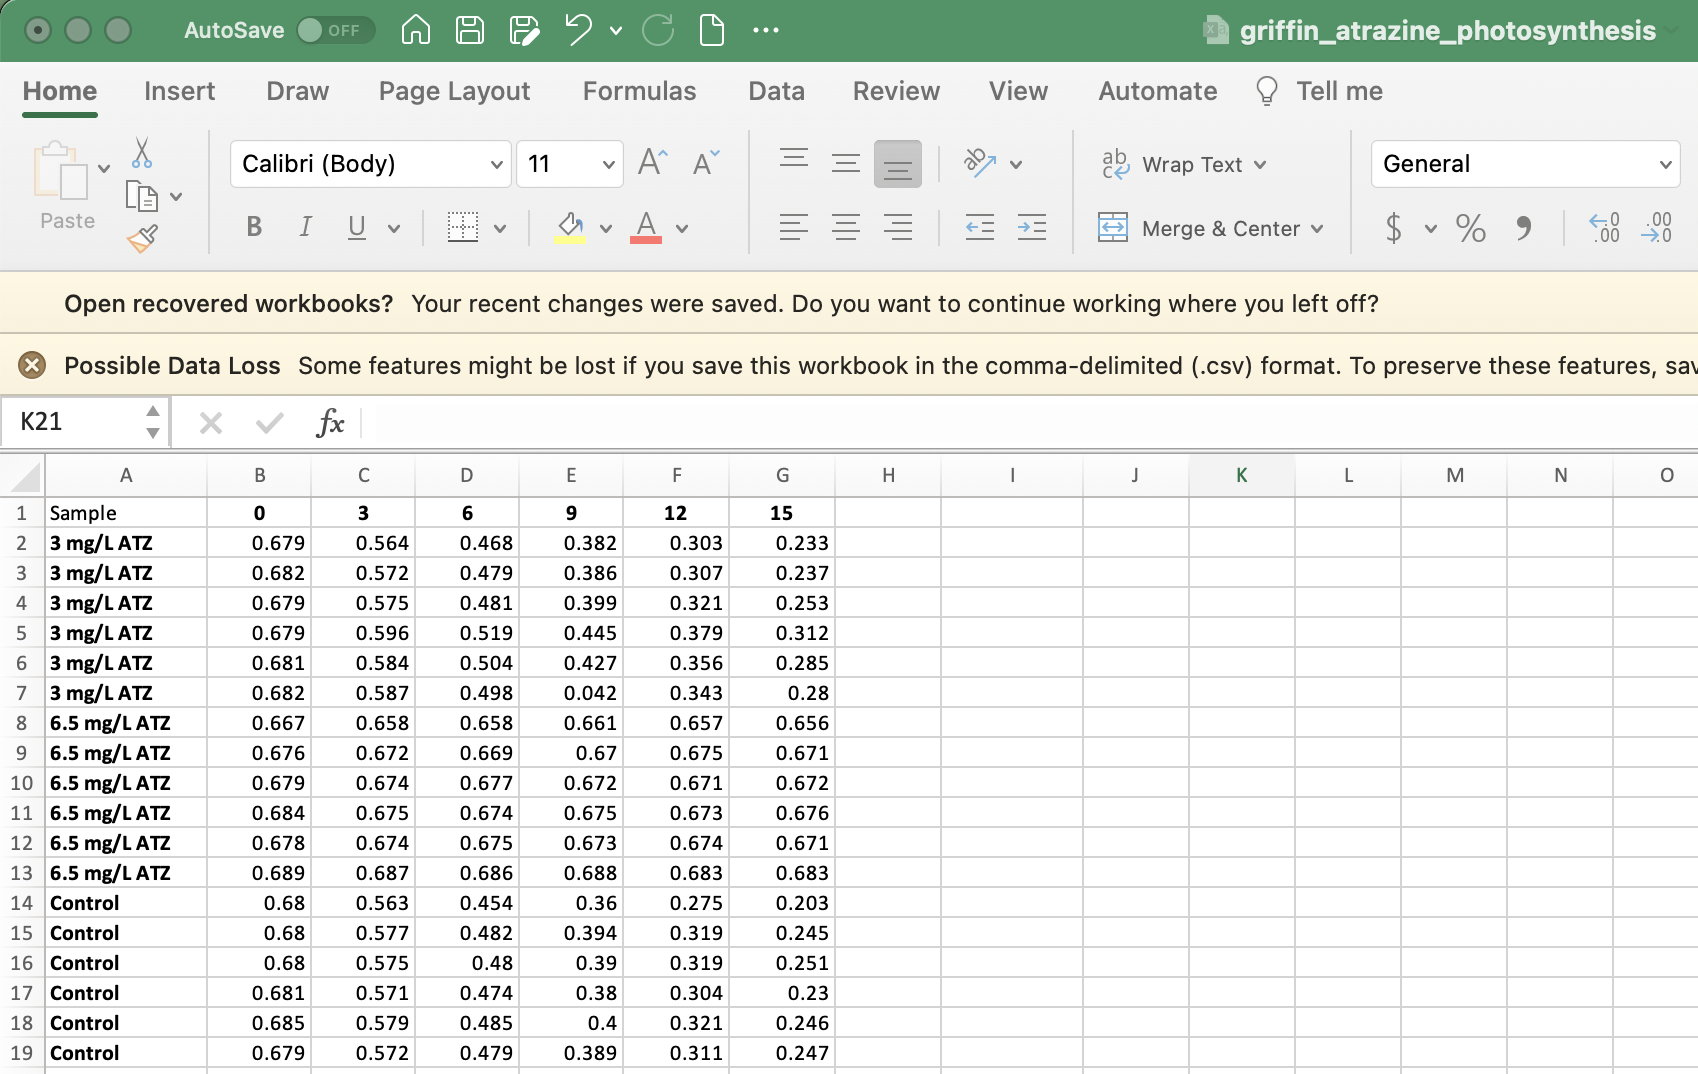 AutoSave OFF griffin_atrazine_photosynthesis
Home Insert Draw Page Layout Formulas Data Review View Automate Tell me
Paste Calibri (Body) 11 Wrap Text General
B I U A Merge & Center $ %
Open recovered workbooks? Your recent changes were saved. Do you want to continue working where you left off?
Possible Data Loss Some features might be lost if you save this workbook in the comma-delimited (.csv) format. To preserve these features, sav
K21 fx
A B C D E F G H I J K L M N O
1 Sample 0 3 6 9 12 15
2 3 mg/L ATZ 0.679 0.564 0.468 0.382 0.303 0.233
3 3 mg/L ATZ 0.682 0.572 0.479 0.386 0.307 0.237
4 3 mg/L ATZ 0.679 0.575 0.481 0.399 0.321 0.253
5 3 mg/L ATZ 0.679 0.596 0.519 0.445 0.379 0.312
6 3 mg/L ATZ 0.681 0.584 0.504 0.427 0.356 0.285
7 3 mg/L ATZ 0.682 0.587 0.498 0.042 0.343 0.28
8 6.5 mg/L ATZ 0.667 0.658 0.658 0.661 0.657 0.656
9 6.5 mg/L ATZ 0.676 0.672 0.669 0.67 0.675 0.671
10 6.5 mg/L ATZ 0.679 0.674 0.677 0.672 0.671 0.672
11 6.5 mg/L ATZ 0.684 0.675 0.674 0.675 0.673 0.676
12 6.5 mg/L ATZ 0.678 0.674 0.675 0.673 0.674 0.671
13 6.5 mg/L ATZ 0.689 0.687 0.686 0.688 0.683 0.683
14 Control 0.68 0.563 0.454 0.36 0.275 0.203
15 Control 0.68 0.577 0.482 0.394 0.319 0.245
16 Control 0.68 0.575 0.48 0.39 0.319 0.251
17 Control 0.681 0.571 0.474 0.38 0.304 0.23
18 Control 0.685 0.579 0.485 0.4 0.321 0.246
19 Control 0.679 0.572 0.479 0.389 0.311 0.247